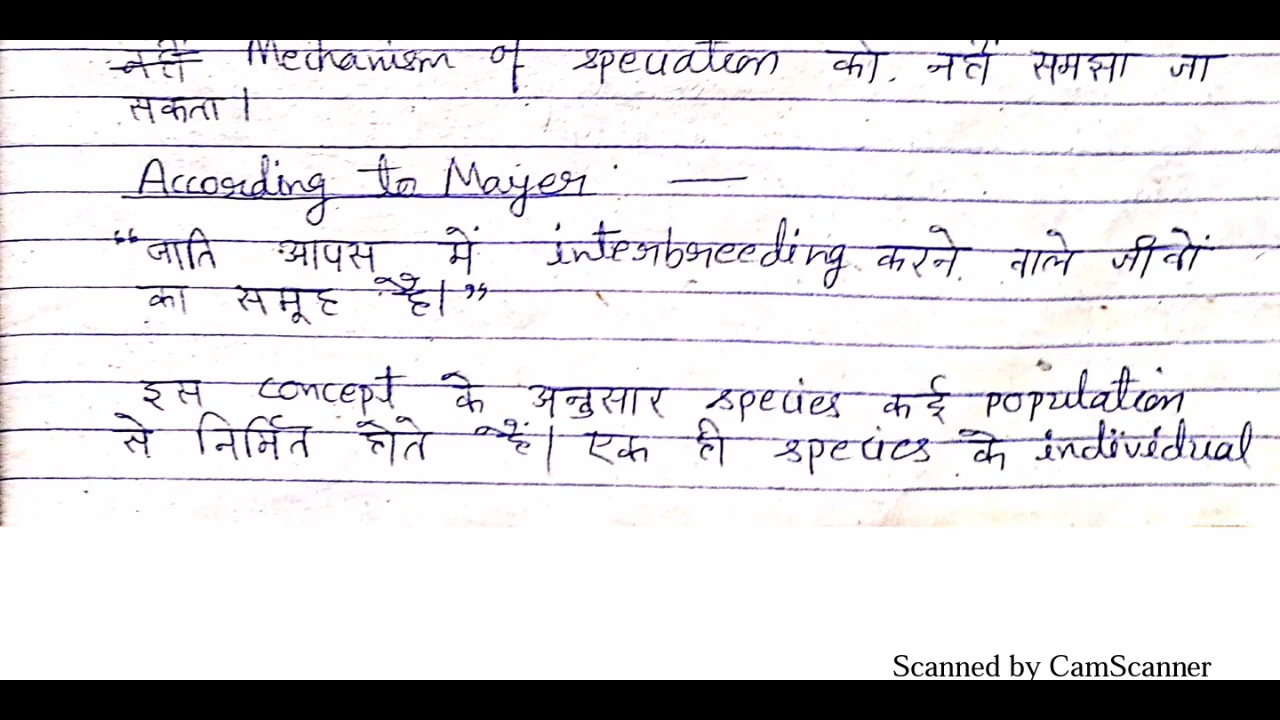 नहीं Mechanism of speciation को नहीं समझा जा
सकता।
According to Mayer —
“जाति आपस में interbreeding करने वाले जीवों
का समूह है।”
इस concept के अनुसार species कई population
से निर्मित होते हैं। एक ही species के individual
Scanned by CamScanner